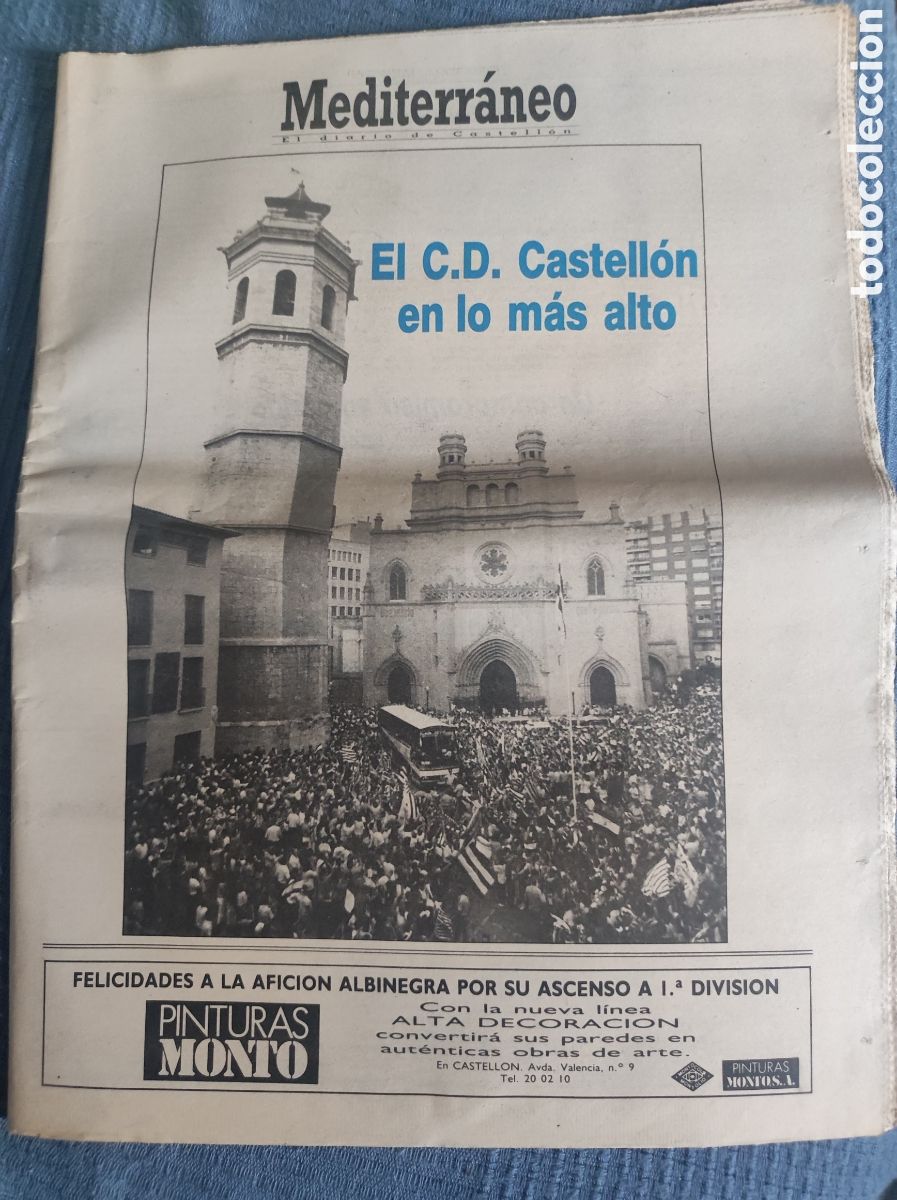 Mediterráneo
El diario de Castellón
El C.D. Castellón
en lo más alto
FELICIDADES A LA AFICION ALBINEGRA POR SU ASCENSO A 1.ª DIVISION
PINTURAS
MONTO
Con la nueva línea
ALTA DECORACION
convertirá sus paredes en
auténticas obras de arte.
En CASTELLON. Avda. Valencia, n.º 9
Tel. 20 02 10
PINTURAS
MONTO S.A.
todocoleccion